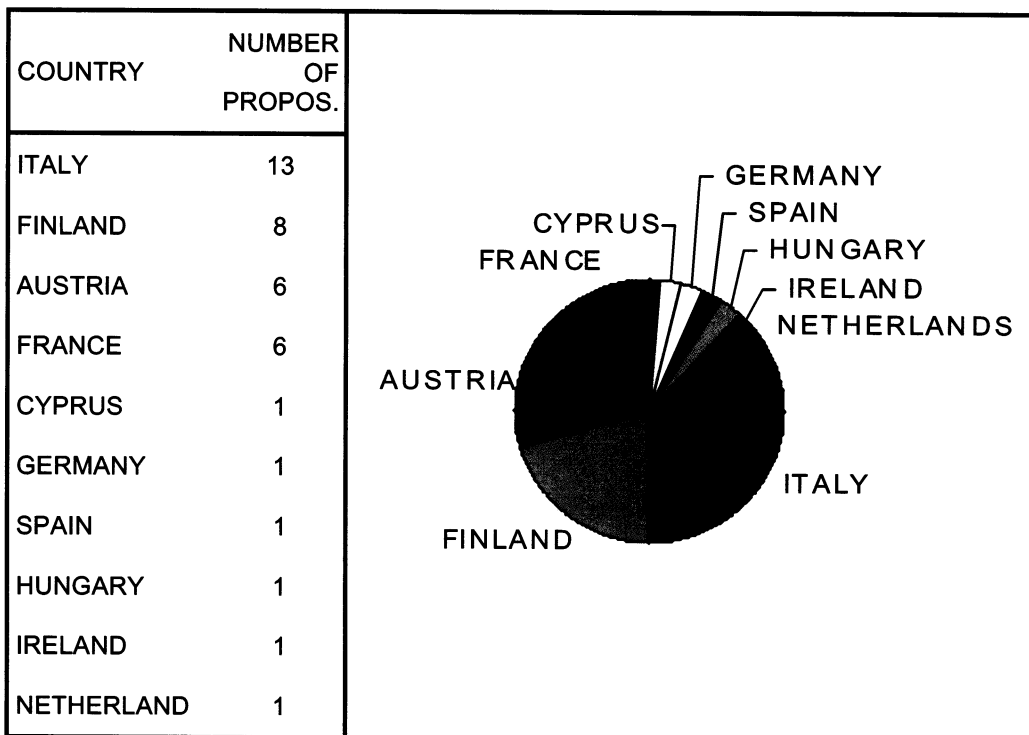 COUNTRY NUMBER OF PROPOS.
ITALY 13
FINLAND 8
AUSTRIA 6
FRANCE 6
CYPRUS 1
GERMANY 1
SPAIN 1
HUNGARY 1
IRELAND 1
NETHERLAND 1
GERMANY
SPAIN
CYPRUS
HUNGARY
FRANCE
IRELAND
NETHERLANDS
AUSTRIA
ITALY
FINLAND